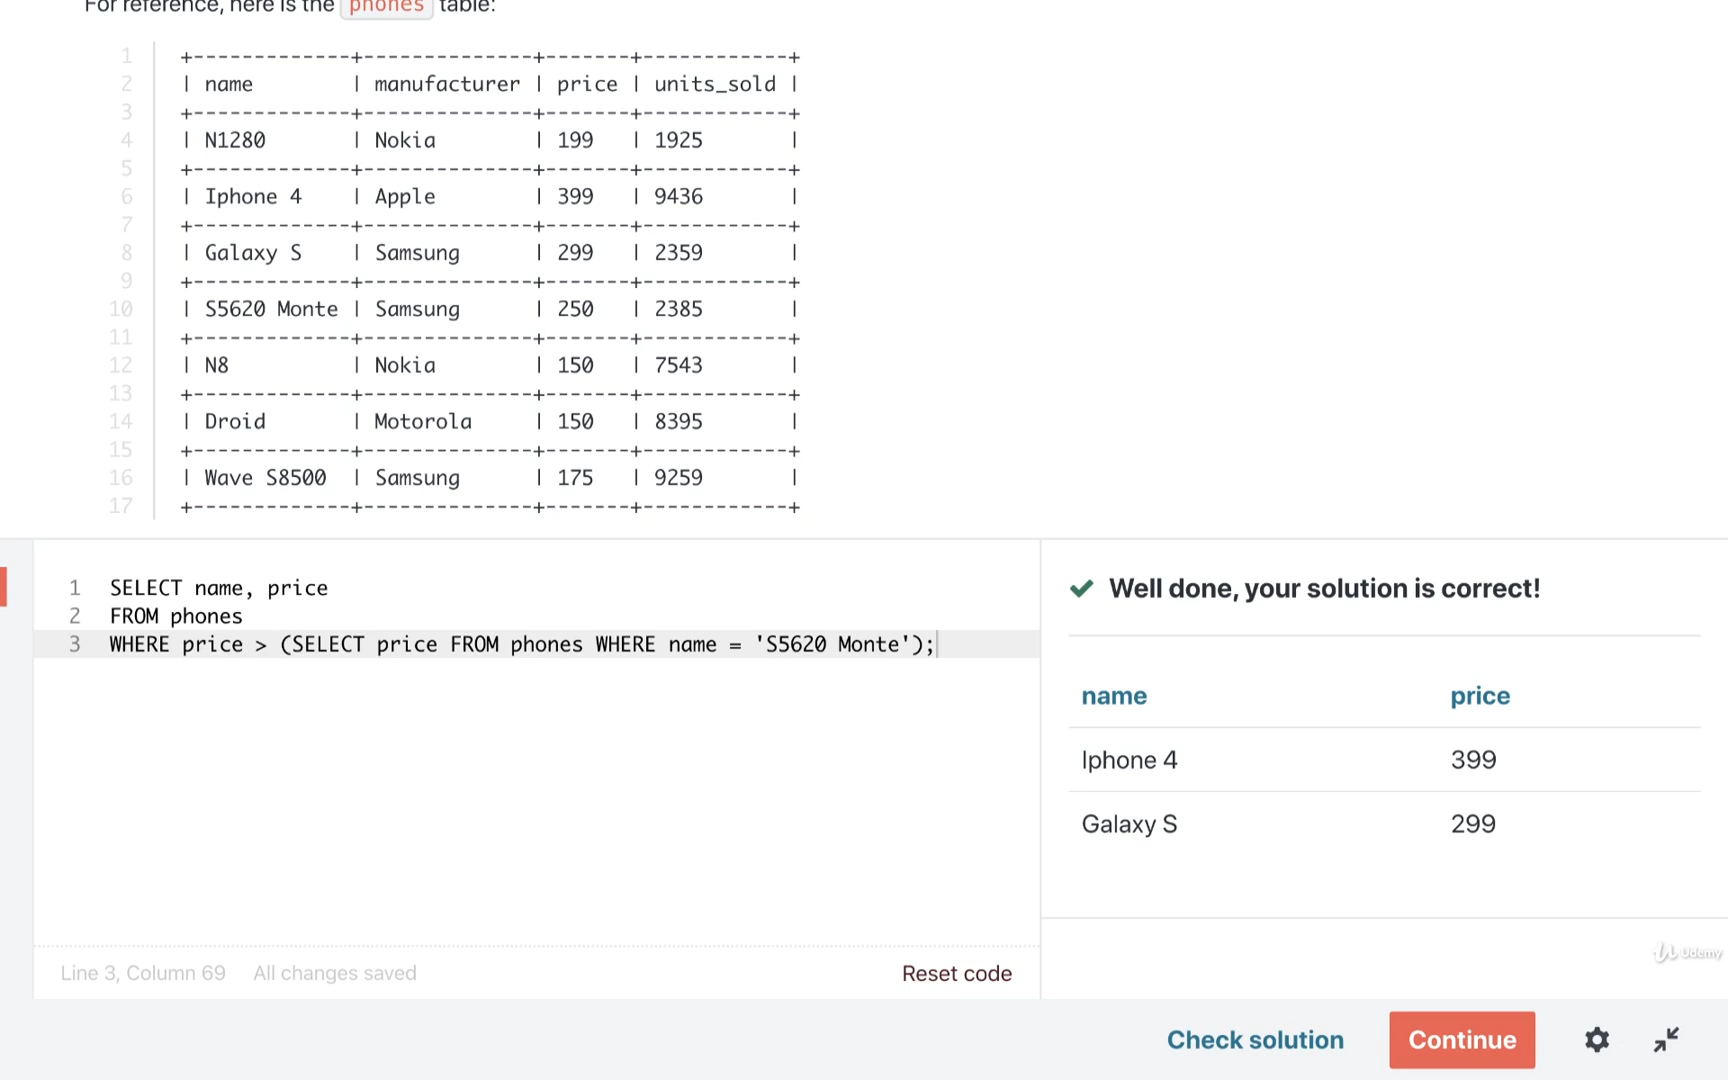 For reference, here is the phones table:
1 +-------------+--------------+-------+------------+
2 | name | manufacturer | price | units_sold |
3 +-------------+--------------+-------+------------+
4 | N1280 | Nokia | 199 | 1925 |
5 +-------------+--------------+-------+------------+
6 | Iphone 4 | Apple | 399 | 9436 |
7 +-------------+--------------+-------+------------+
8 | Galaxy S | Samsung | 299 | 2359 |
9 +-------------+--------------+-------+------------+
10 | S5620 Monte | Samsung | 250 | 2385 |
11 +-------------+--------------+-------+------------+
12 | N8 | Nokia | 150 | 7543 |
13 +-------------+--------------+-------+------------+
14 | Droid | Motorola | 150 | 8395 |
15 +-------------+--------------+-------+------------+
16 | Wave S8500 | Samsung | 175 | 9259 |
17 +-------------+--------------+-------+------------+
1 SELECT name, price
2 FROM phones
3 WHERE price > (SELECT price FROM phones WHERE name = 'S5620 Monte');
Line 3, Column 69 All changes saved Reset code
Well done, your solution is correct!
name price
Iphone 4 399
Galaxy S 299
Udemy
Check solution Continue